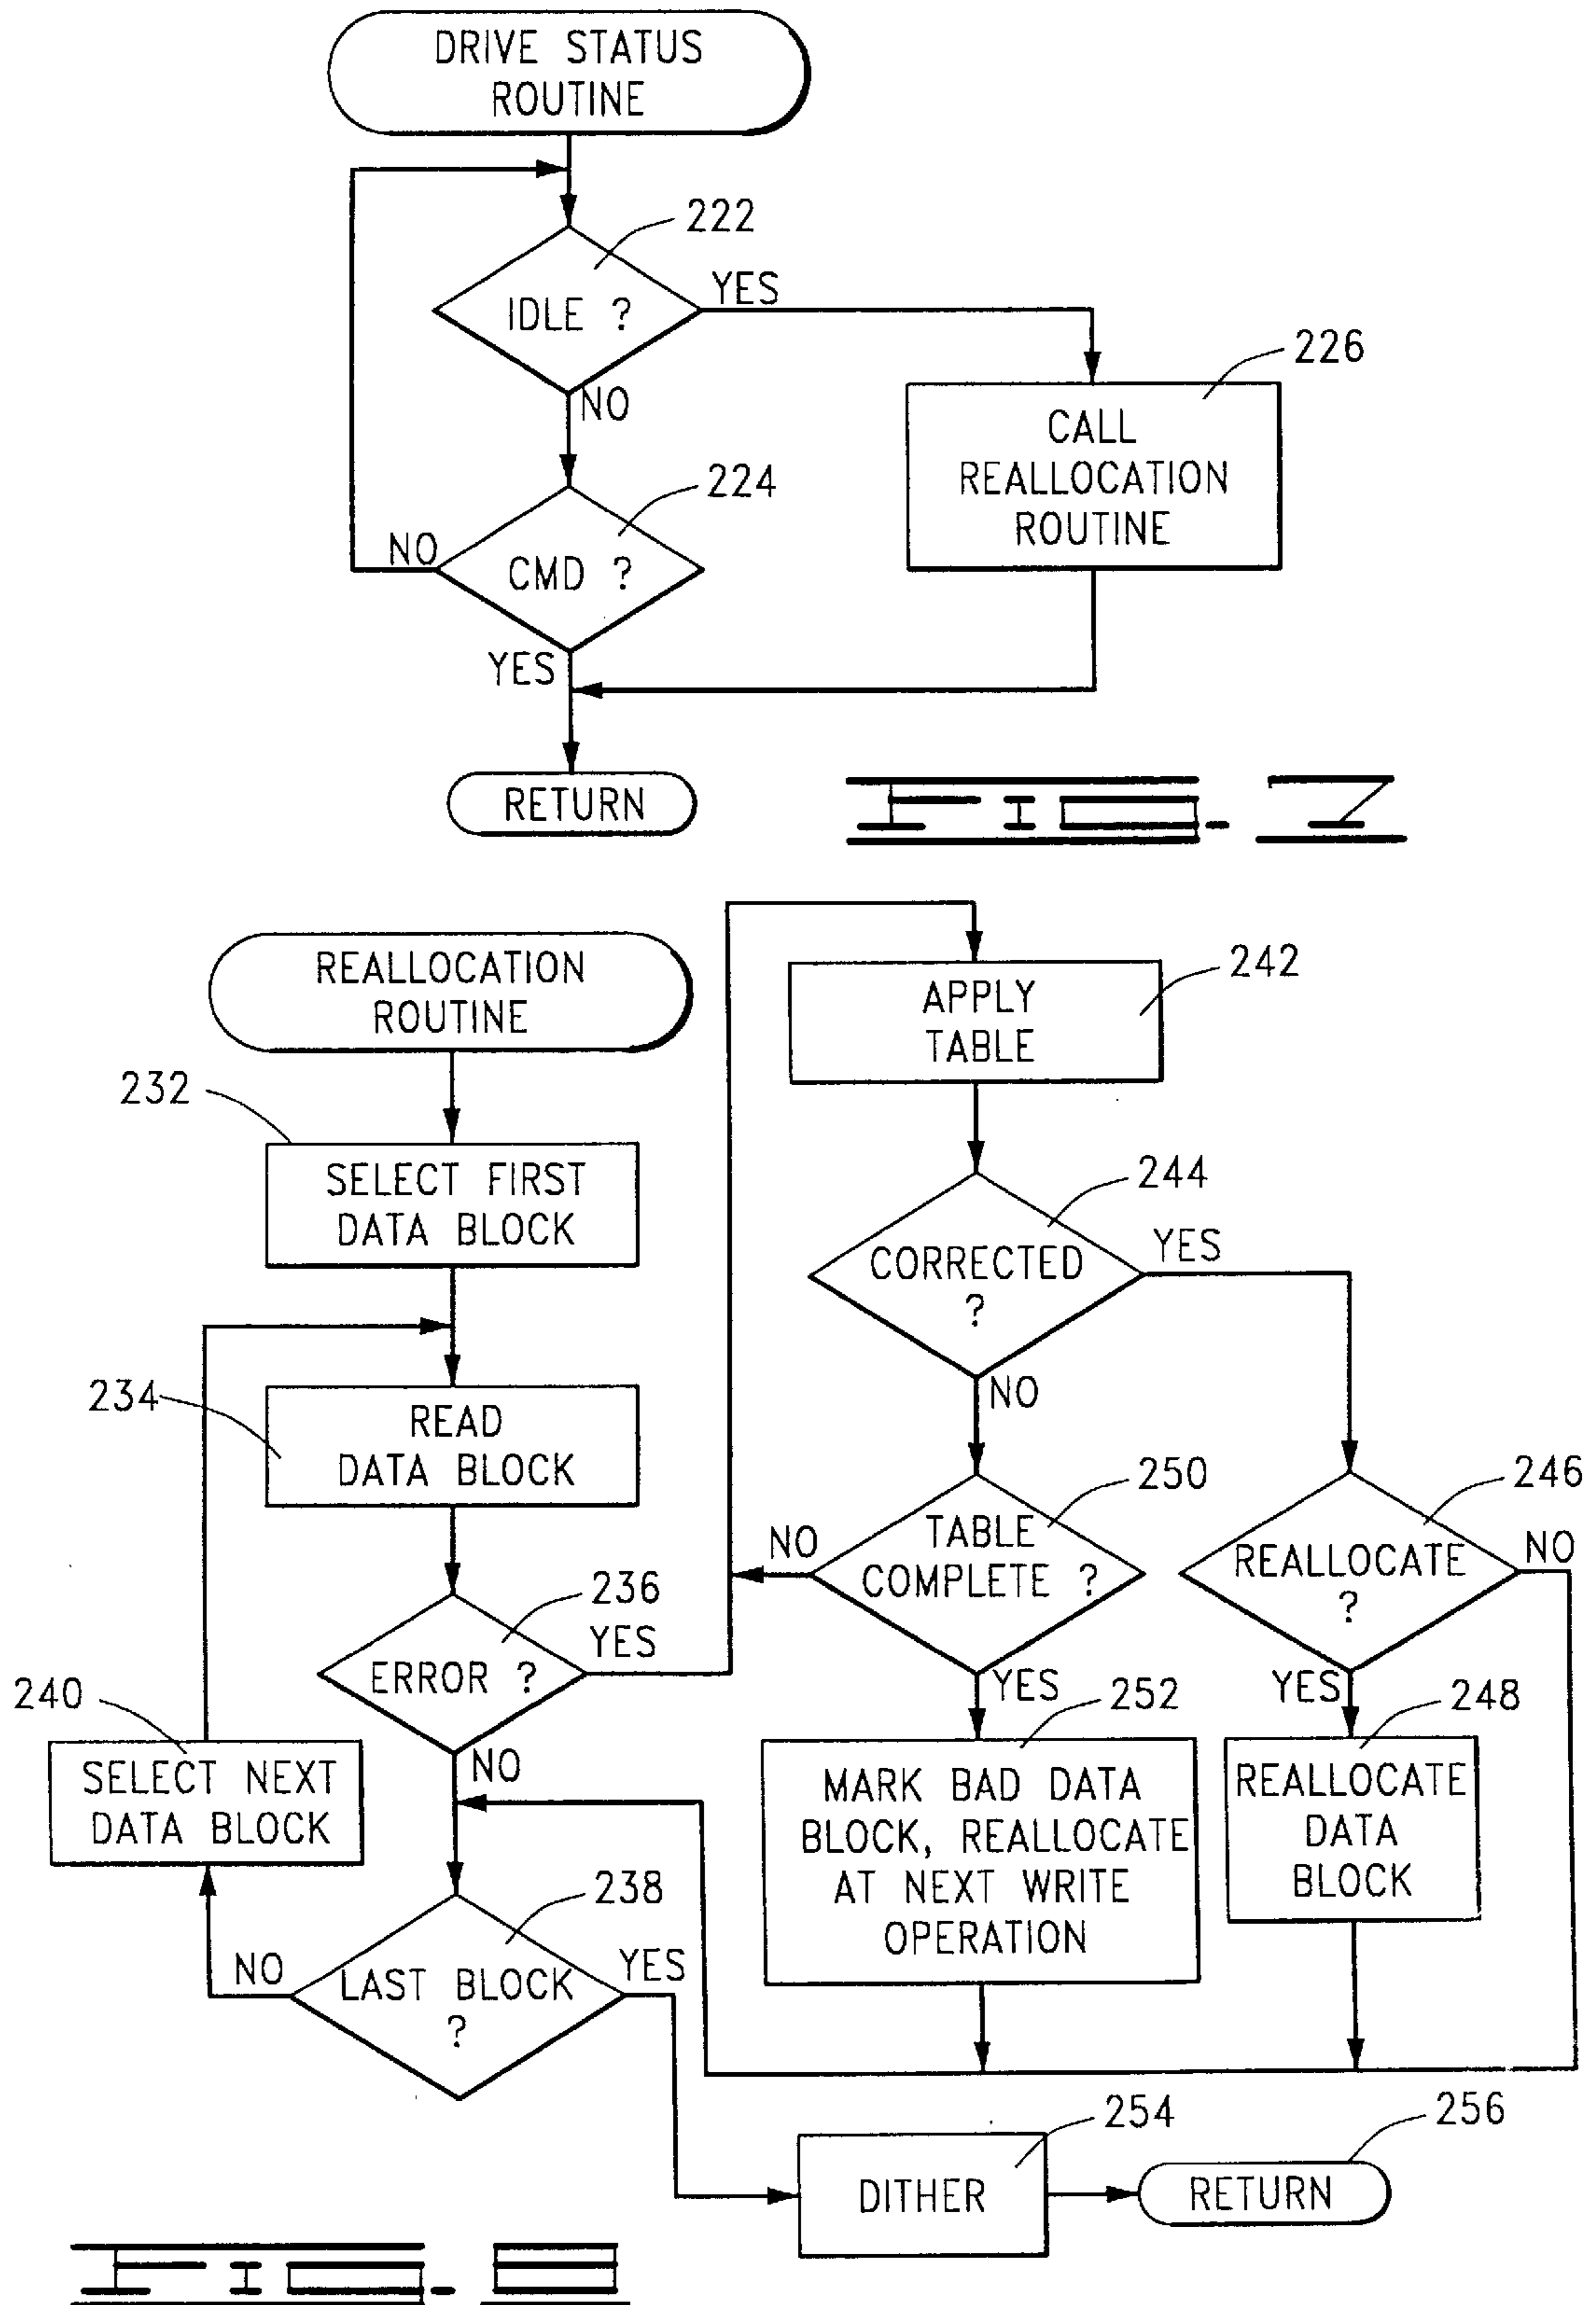 DRIVE STATUS
ROUTINE
222
IDLE ?
YES
NO
226
CALL
REALLOCATION
ROUTINE
224
CMD ?
NO
YES
RETURN
FIG. 7
REALLOCATION
ROUTINE
232
SELECT FIRST
DATA BLOCK
234
READ
DATA BLOCK
236
ERROR ?
YES
NO
240
SELECT NEXT
DATA BLOCK
238
LAST BLOCK
?
NO
YES
242
APPLY
TABLE
244
CORRECTED
?
YES
NO
250
TABLE
COMPLETE ?
NO
YES
246
REALLOCATE
?
NO
YES
252
MARK BAD DATA
BLOCK, REALLOCATE
AT NEXT WRITE
OPERATION
248
REALLOCATE
DATA
BLOCK
254
DITHER
256
RETURN
FIG. 8